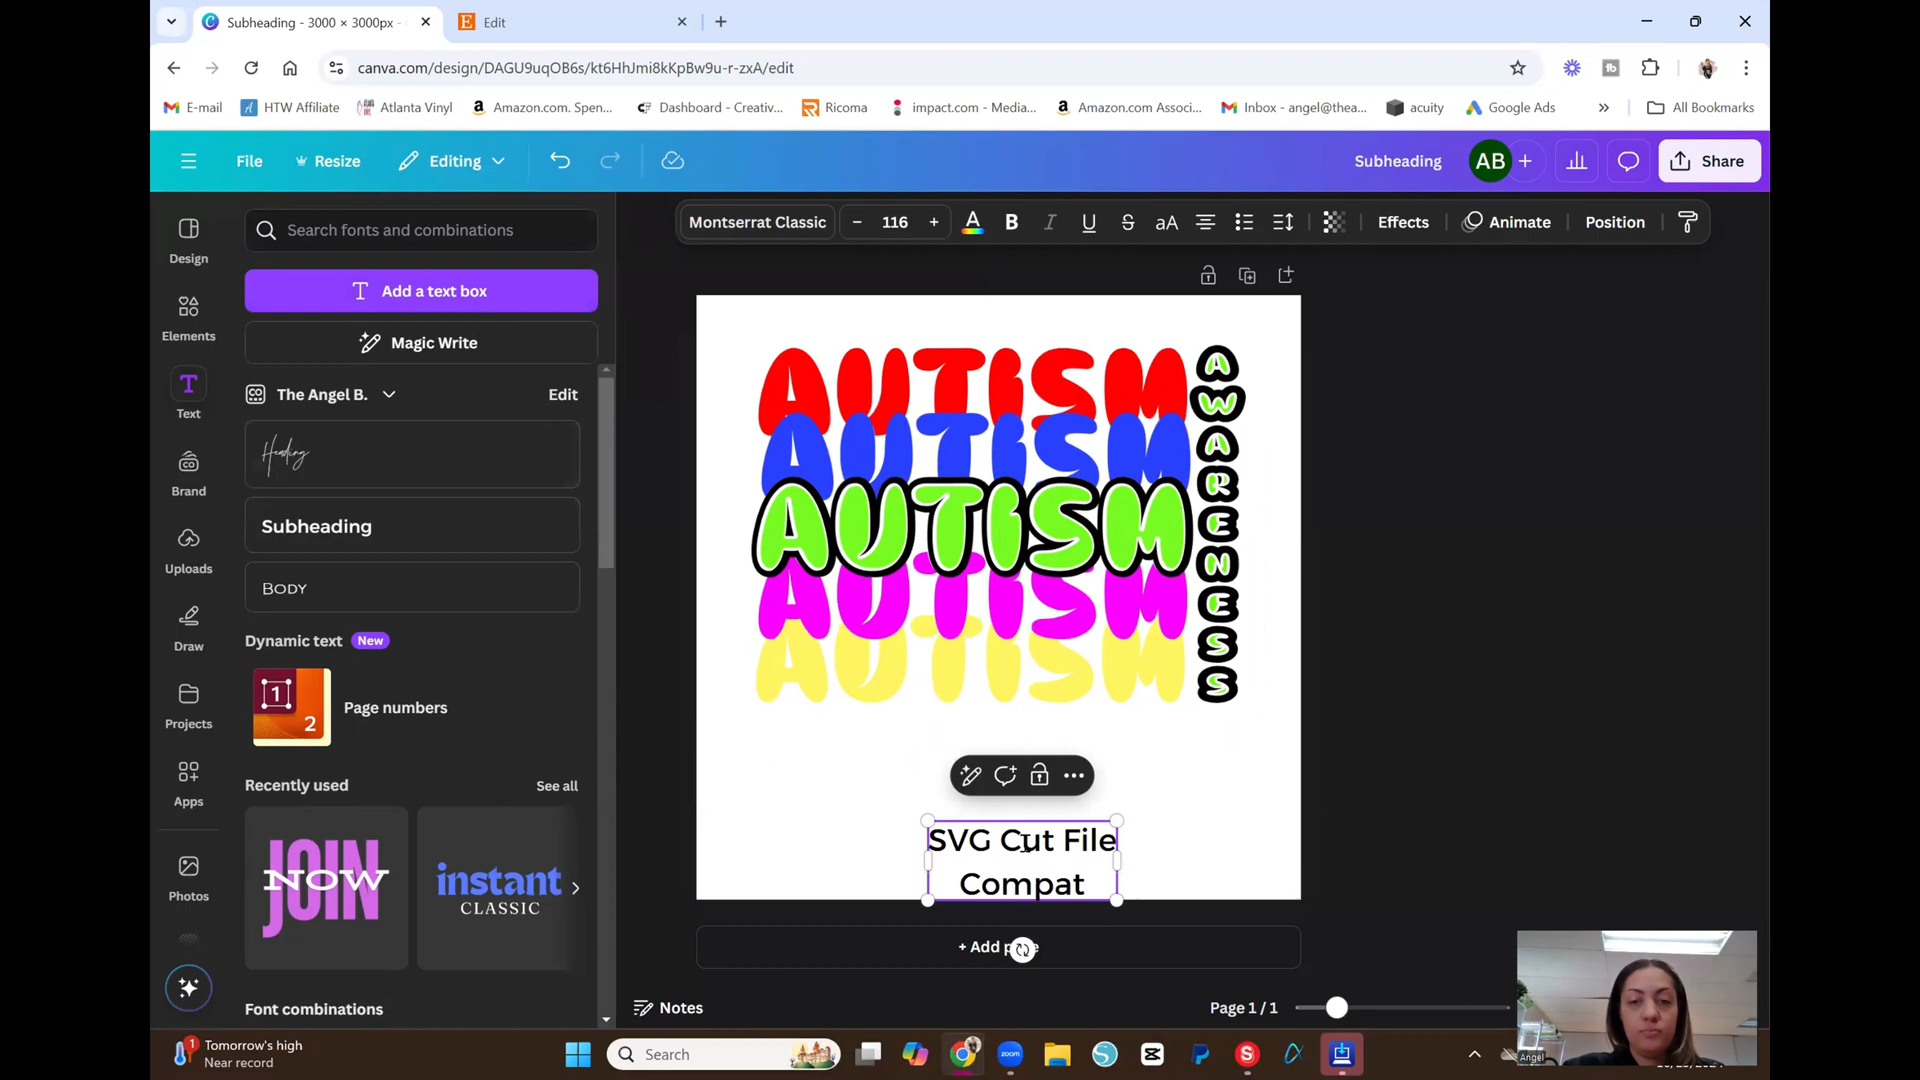 Subheading - 3000 × 3000px -
Edit
canva.com/design/DAGU9uqOB6s/kt6HhJmi8kKpBw9u-r-zxA/edit
E-mail
HTW Affiliate
Atlanta Vinyl
Amazon.com. Spen...
Dashboard - Creativ...
Ricoma
impact.com - Media...
Amazon.com Associ...
Inbox - angel@thea...
acuity
Google Ads
All Bookmarks
File
Resize
Editing
Subheading
AB
Share
Montserrat Classic
116
Effects
Animate
Position
Design
Elements
Text
Brand
Uploads
Draw
Projects
Apps
Photos
Search fonts and combinations
Add a text box
Magic Write
The Angel B.
Edit
Heading
Subheading
BODY
Dynamic text
New
1
2
Page numbers
Recently used
See all
JOIN
NOW
instant
CLASSIC
Font combinations
AUTISM
AUTISM
AUTISM
AUTISM
AUTISM
AWARENESS
SVG Cut File
Compat
+ Add
Notes
Page 1 / 1
1
Tomorrow's high
Near record
Search
zoom
Angel